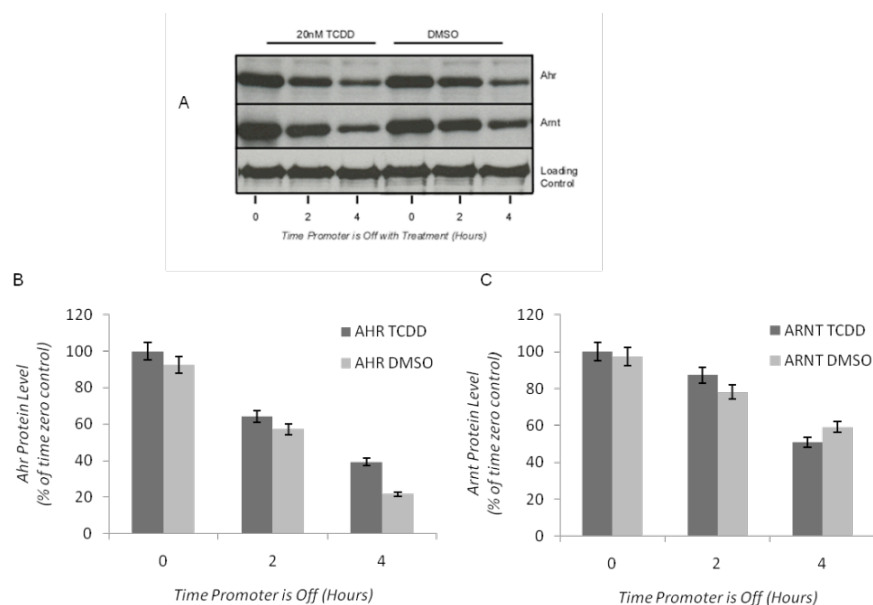 20nM TCDD DMSO
A
Ahr
Arnt
Loading
Control
0 2 4 0 2 4
Time Promoter is Off with Treatment (Hours)
B
120
100
80
60
40
20
0
Ahr Protein Level
(% of time zero control)
AHR TCDD
AHR DMSO
0 2 4
Time Promoter is Off (Hours)
C
120
100
80
60
40
20
0
Arnt Protein Level
(% of time zero control)
ARNT TCDD
ARNT DMSO
0 2 4
Time Promoter is Off (Hours)